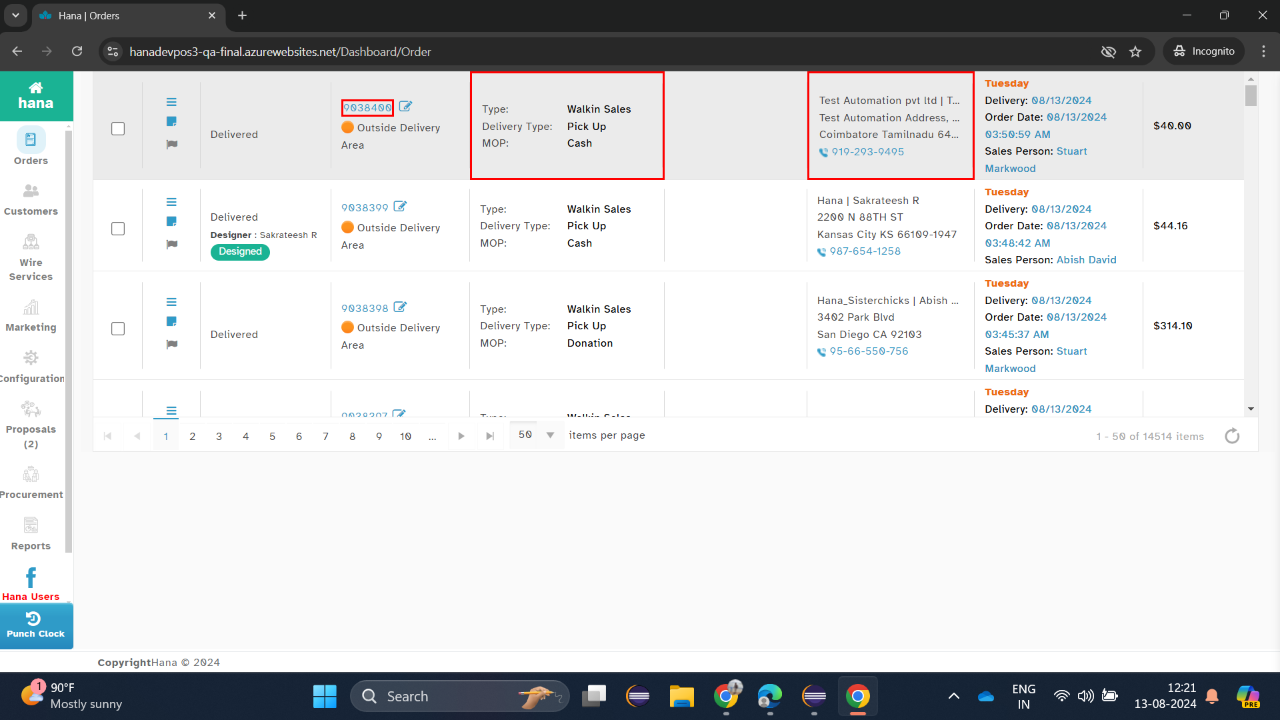 Hana | Orders
hanadevpos3-qa-final.azurewebsites.net/Dashboard/Order
Incognito
hana
Orders
Customers
Wire
Services
Marketing
Configuration
Proposals
(2)
Procurement
Reports
Hana Users
Punch Clock
Delivered
9038400
Outside Delivery
Area
Type: Walkin Sales
Delivery Type: Pick Up
MOP: Cash
Test Automation pvt ltd | T...
Test Automation Address, ...
Coimbatore Tamilnadu 64...
919-293-9495
Tuesday
Delivery: 08/13/2024
Order Date: 08/13/2024
03:50:59 AM
Sales Person: Stuart
Markwood
$40.00
Delivered
Designer : Sakrateesh R
Designed
9038399
Outside Delivery
Area
Type: Walkin Sales
Delivery Type: Pick Up
MOP: Cash
Hana | Sakrateesh R
2200 N 88TH ST
Kansas City KS 66109-1947
987-654-1258
Tuesday
Delivery: 08/13/2024
Order Date: 08/13/2024
03:48:42 AM
Sales Person: Abish David
$44.16
Delivered
9038398
Outside Delivery
Area
Type: Walkin Sales
Delivery Type: Pick Up
MOP: Donation
Hana_Sisterchicks | Abish ...
3402 Park Blvd
San Diego CA 92103
95-66-550-756
Tuesday
Delivery: 08/13/2024
Order Date: 08/13/2024
03:45:37 AM
Sales Person: Stuart
Markwood
$314.10
9038397
Type: Walkin Sales
Tuesday
Delivery: 08/13/2024
1 2 3 4 5 6 7 8 9 10 ... 50 items per page
1 - 50 of 14514 items
CopyrightHana © 2024
1
90°F
Mostly sunny
Search
ENG
IN
12:21
13-08-2024
PRE